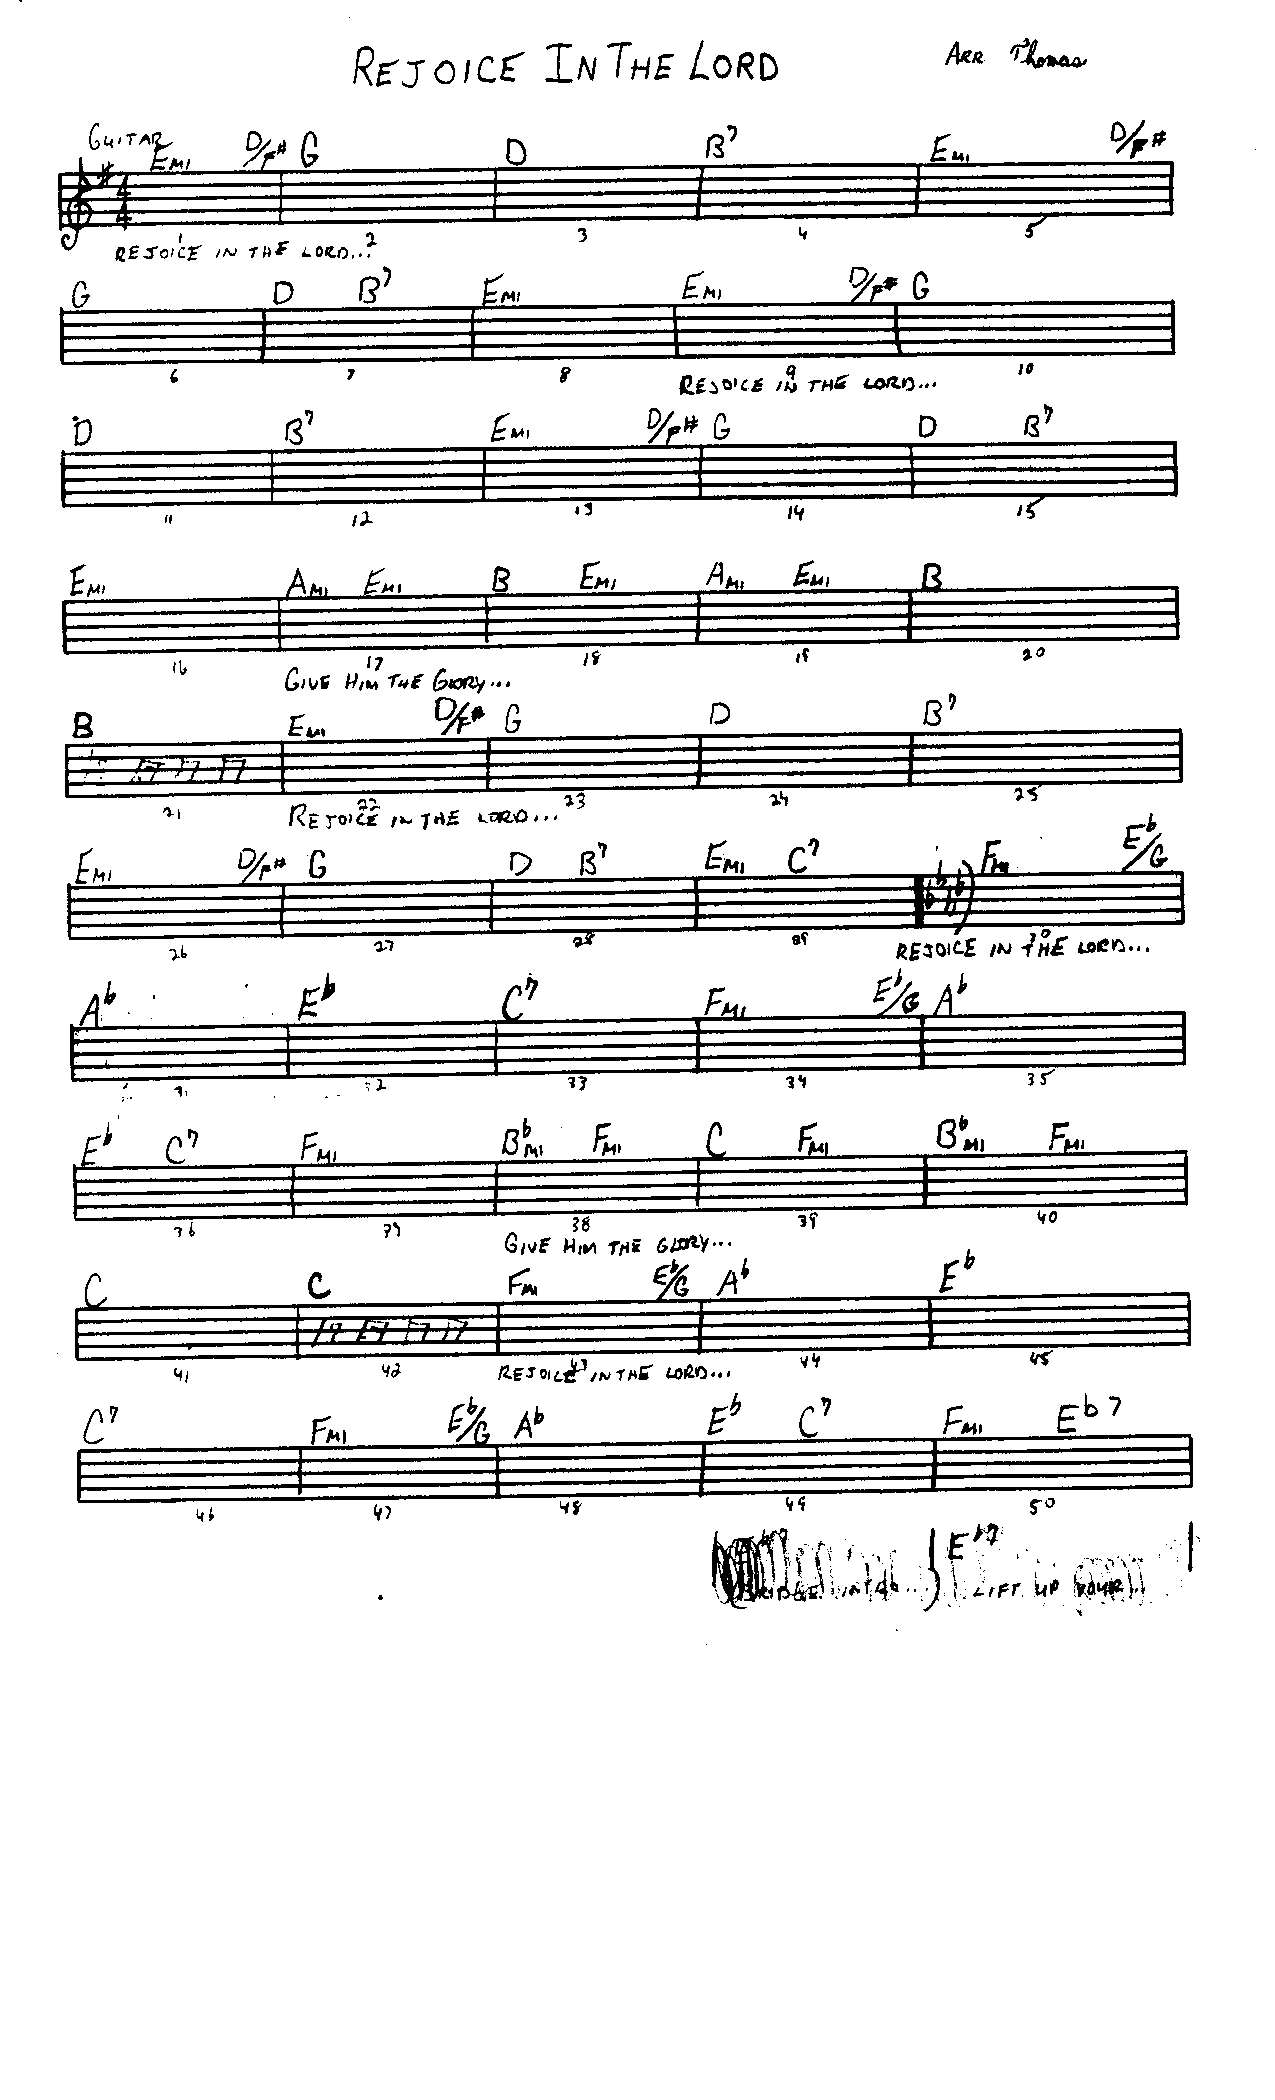 REJOICE IN THE LORD
ARR Thomas
GUITAR
EMI D/F# G D B7 EMI D/F#
4
4
1 2 3 4 5
REJOICE IN THE LORD...
G D B7 EMI EMI D/F# G
6 7 8 9 10
REJOICE IN THE LORD...
D B7 EMI D/F# G D B7
11 12 13 14 15
EMI AMI EMI B EMI AMI EMI B
16 17 18 19 20
GIVE HIM THE GLORY...
B EMI D/F# G D B7
21 22 23 24 25
REJOICE IN THE LORD...
EMI D/F# G D B7 EMI C7 FMI Eb/G
26 27 28 29 30
REJOICE IN THE LORD...
Ab Eb C7 FMI Eb/G Ab
31 32 33 34 35
Eb C7 FMI BbMI FMI C FMI BbMI FMI
36 37 38 39 40
GIVE HIM THE GLORY...
C C FMI Eb/G Ab Eb
41 42 43 44 45
REJOICE IN THE LORD...
C7 FMI Eb/G Ab Eb C7 FMI Eb7
46 47 48 49 50
Eb7
LIFT UP YOUR..